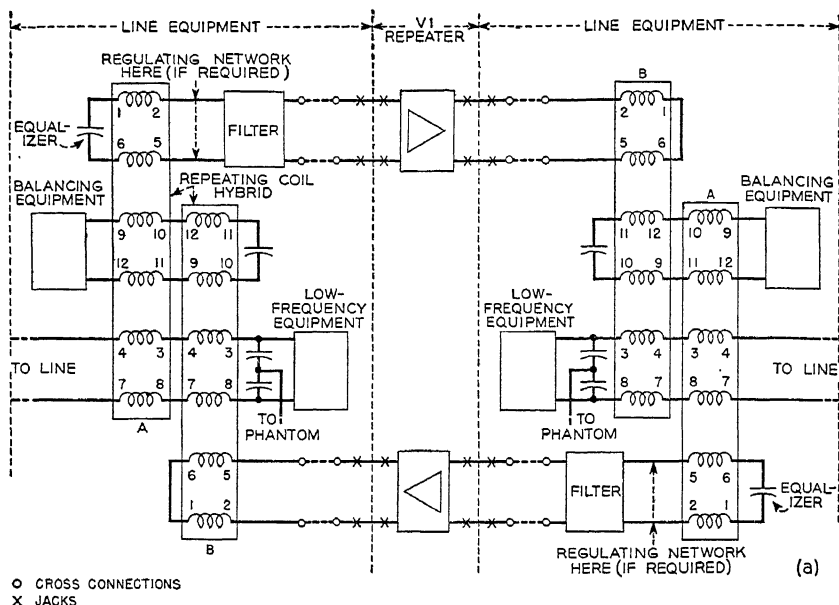 LINE EQUIPMENT
V1
REPEATER
LINE EQUIPMENT
REGULATING NETWORK
HERE (IF REQUIRED)
B
1 2
EQUAL-
IZER
6 5
FILTER
2 1
5 6
REPEATING COIL
HYBRID
BALANCING
EQUIPMENT
9 10 12 11
12 11 9 10
A
BALANCING
EQUIPMENT
11 12 10 9
10 9 11 12
LOW-
FREQUENCY
EQUIPMENT
LOW-
FREQUENCY
EQUIPMENT
4 3 4 3
3 4 3 4
TO LINE
TO LINE
7 8 7 8
8 7 8 7
A
TO
PHANTOM
TO
PHANTOM
6 5
1 2
B
FILTER
5 6
2 1
EQUAL-
IZER
REGULATING NETWORK
HERE (IF REQUIRED)
(a)
O CROSS CONNECTIONS
X JACKS